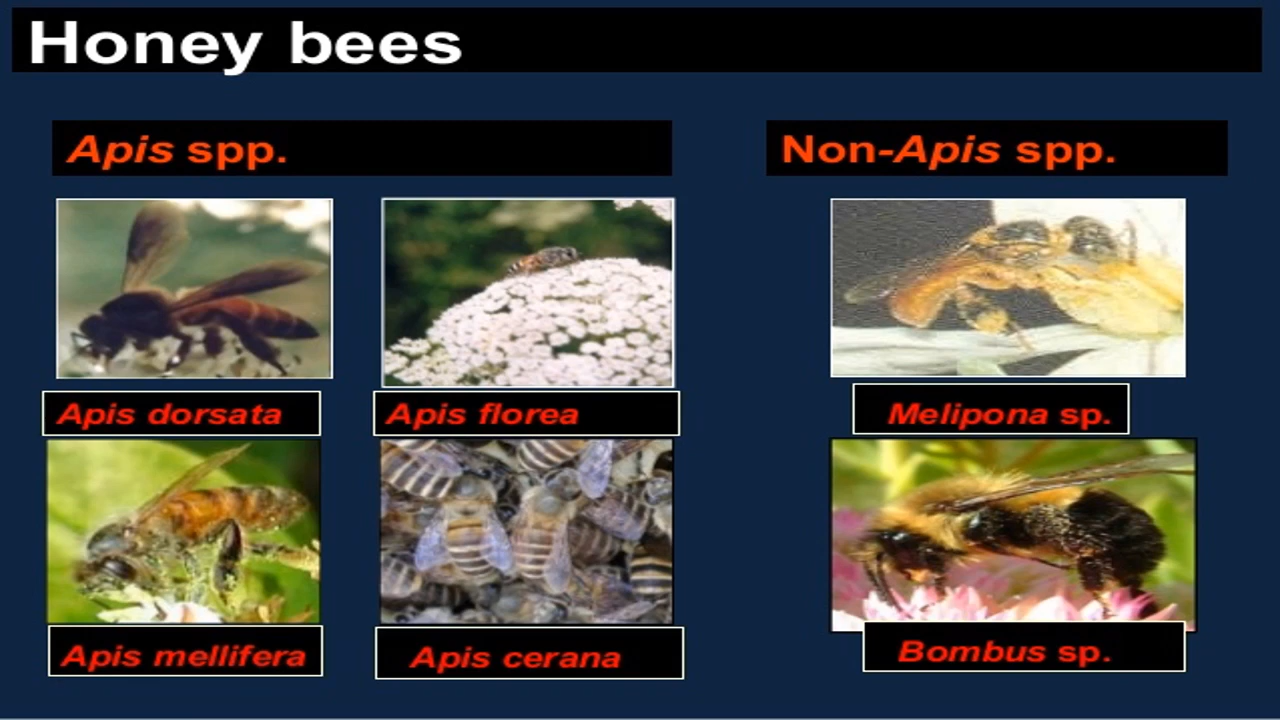 Honey bees
Apis spp.
Non-Apis spp.
Apis dorsata
Apis florea
Melipona sp.
Apis mellifera
Apis cerana
Bombus sp.